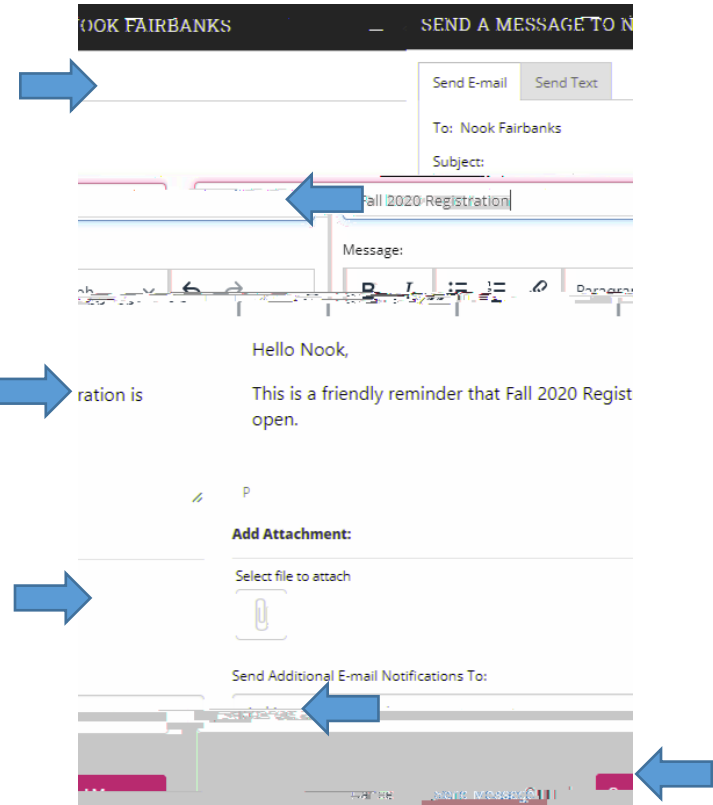 OOK FAIRBANKS SEND A MESSAGE TO N
Send E-mail Send Text
To: Nook Fairbanks
Subject:
Fall 2020 Registration
Message:
B I
Hello Nook,
ration is This is a friendly reminder that Fall 2020 Regist
open.
P
Add Attachment:
Select file to attach
Send Additional E-mail Notifications To:
Send Message